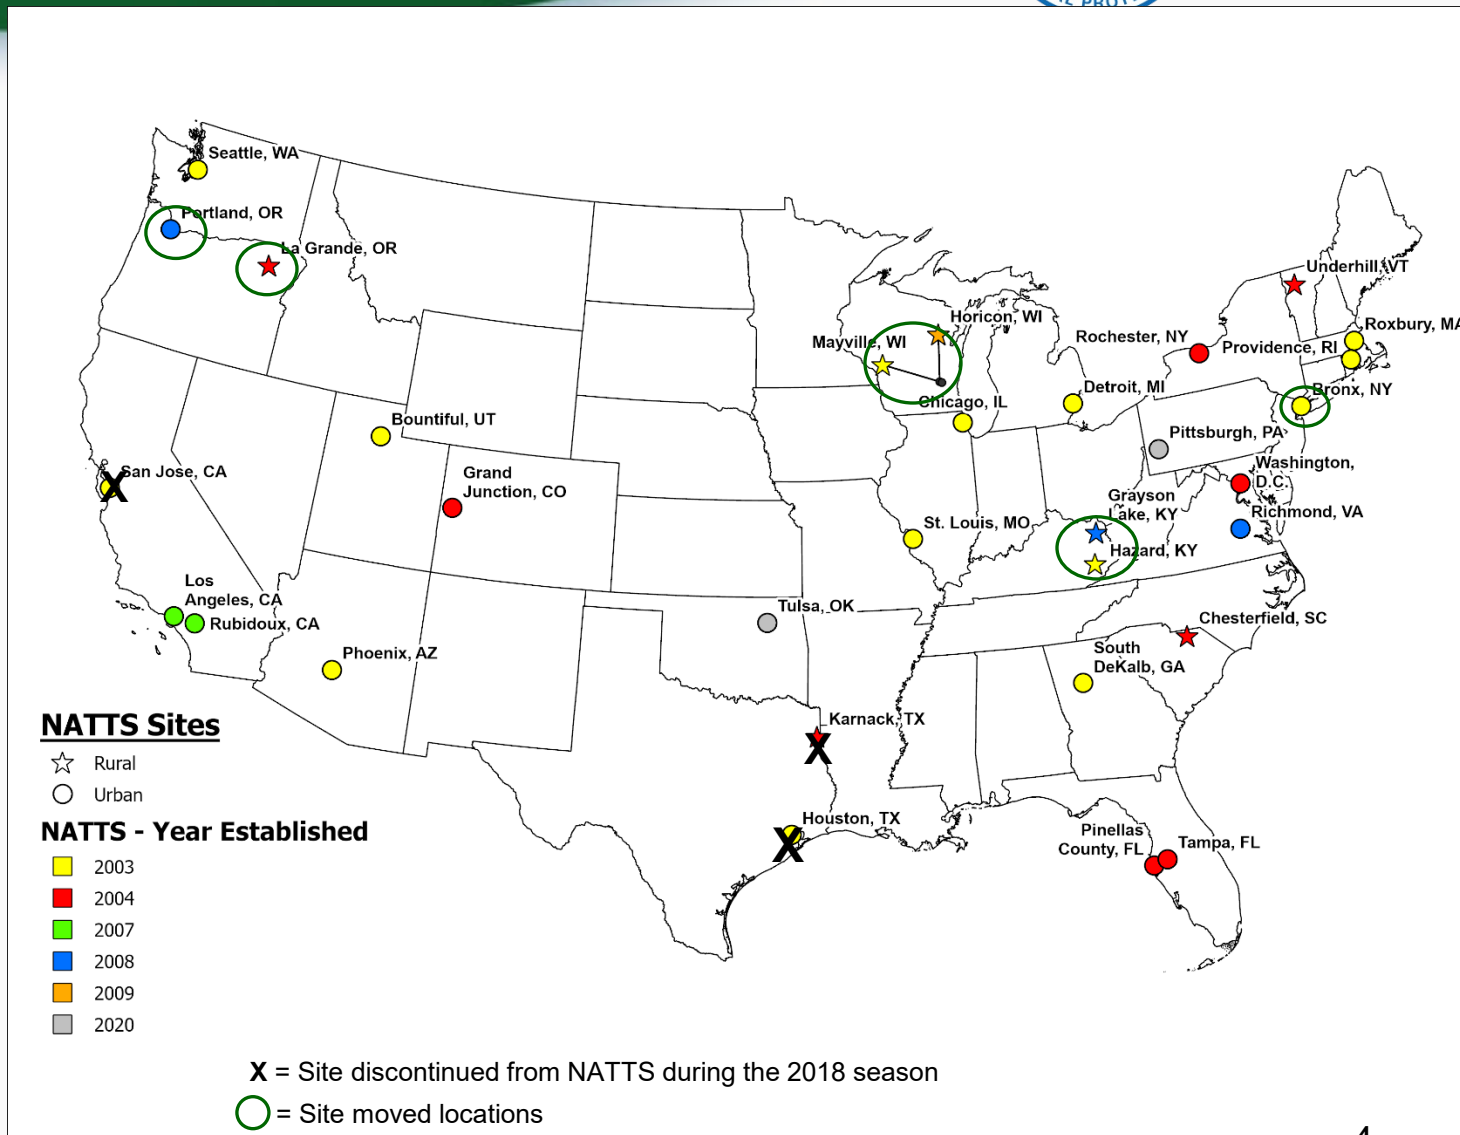 Seattle, WA
Portland, OR
La Grande, OR
Underhill, VT
Horicon, WI
Roxbury, MA
Mayville, WI
Rochester, NY
Providence, RI
Detroit, MI
Bronx, NY
Chicago, IL
Bountiful, UT
Pittsburgh, PA
San Jose, CA
X
Grand
Junction, CO
Washington,
D.C.
Grayson
Lake, KY
Richmond, VA
St. Louis, MO
Hazard, KY
Los
Angeles, CA
Rubidoux, CA
Tulsa, OK
Chesterfield, SC
Phoenix, AZ
South
DeKalb, GA
Karnack, TX
X
Houston, TX
X
Pinellas
County, FL
Tampa, FL
NATTS Sites
Rural
Urban
NATTS - Year Established
2003
2004
2007
2008
2009
2020
X = Site discontinued from NATTS during the 2018 season
= Site moved locations